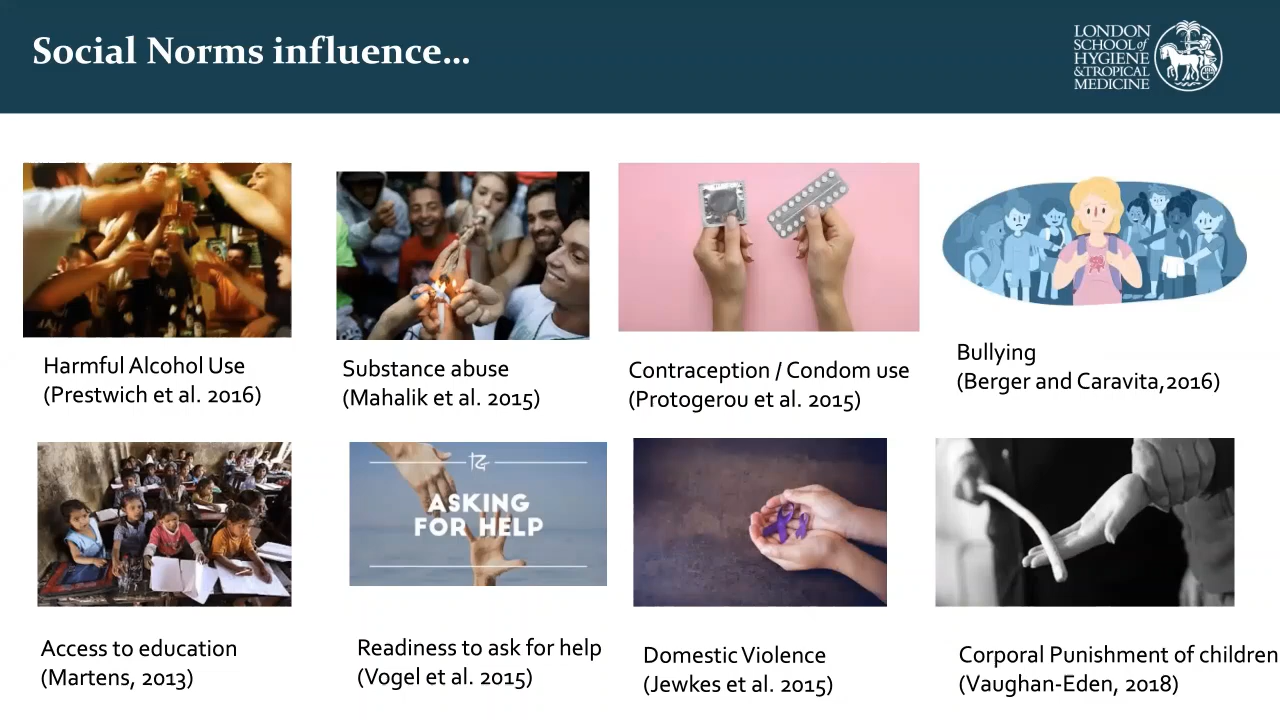 Social Norms influence...
LONDON
SCHOOL of
HYGIENE
& TROPICAL
MEDICINE
Harmful Alcohol Use
(Prestwich et al. 2016)
Substance abuse
(Mahalik et al. 2015)
Contraception / Condom use
(Protogerou et al. 2015)
Bullying
(Berger and Caravita,2016)
ASKING
FOR HELP
Access to education
(Martens, 2013)
Readiness to ask for help
(Vogel et al. 2015)
Domestic Violence
(Jewkes et al. 2015)
Corporal Punishment of children
(Vaughan-Eden, 2018)